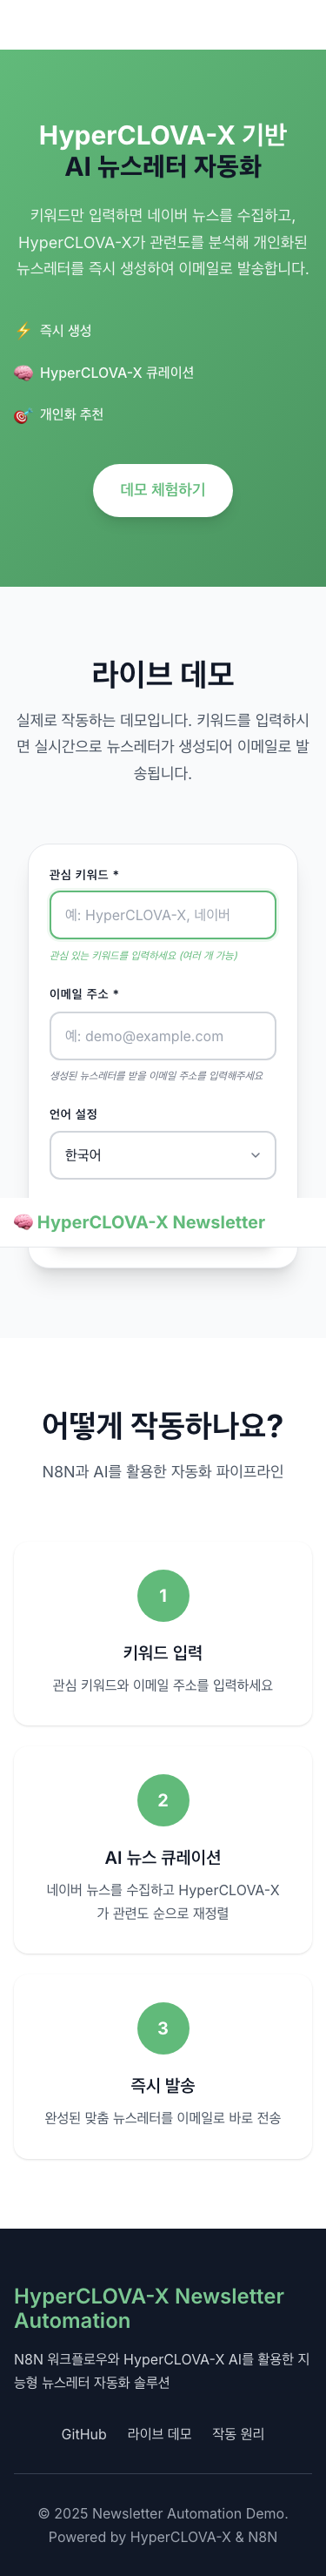 HyperCLOVA-X 기반
AI 뉴스레터 자동화
키워드만 입력하면 네이버 뉴스를 수집하고,
HyperCLOVA-X가 관련도를 분석해 개인화된
뉴스레터를 즉시 생성하여 이메일로 발송합니다.
⚡ 즉시 생성
🧠 HyperCLOVA-X 큐레이션
🎯 개인화 추천
데모 체험하기
라이브 데모
실제로 작동하는 데모입니다. 키워드를 입력하시
면 실시간으로 뉴스레터가 생성되어 이메일로 발
송됩니다.
관심 키워드 *
예: HyperCLOVA-X, 네이버
관심 있는 키워드를 입력하세요 (여러 개 가능)
이메일 주소 *
예: demo@example.com
생성된 뉴스레터를 받을 이메일 주소를 입력해주세요
언어 설정
한국어
🧠 HyperCLOVA-X Newsletter
어떻게 작동하나요?
N8N과 AI를 활용한 자동화 파이프라인
1
키워드 입력
관심 키워드와 이메일 주소를 입력하세요
2
AI 뉴스 큐레이션
네이버 뉴스를 수집하고 HyperCLOVA-X
가 관련도 순으로 재정렬
3
즉시 발송
완성된 맞춤 뉴스레터를 이메일로 바로 전송
HyperCLOVA-X Newsletter
Automation
N8N 워크플로우와 HyperCLOVA-X AI를 활용한 지
능형 뉴스레터 자동화 솔루션
GitHub 라이브 데모 작동 원리
© 2025 Newsletter Automation Demo.
Powered by HyperCLOVA-X & N8N